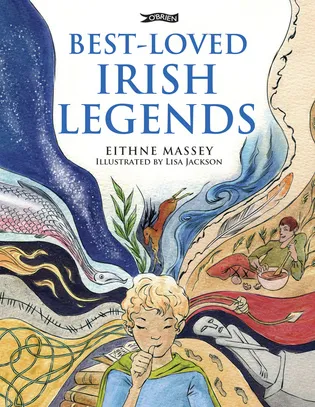 O'BRIEN
BEST-LOVED
IRISH
LEGENDS
EITHNE MASSEY
ILLUSTRATED BY LISA JACKSON